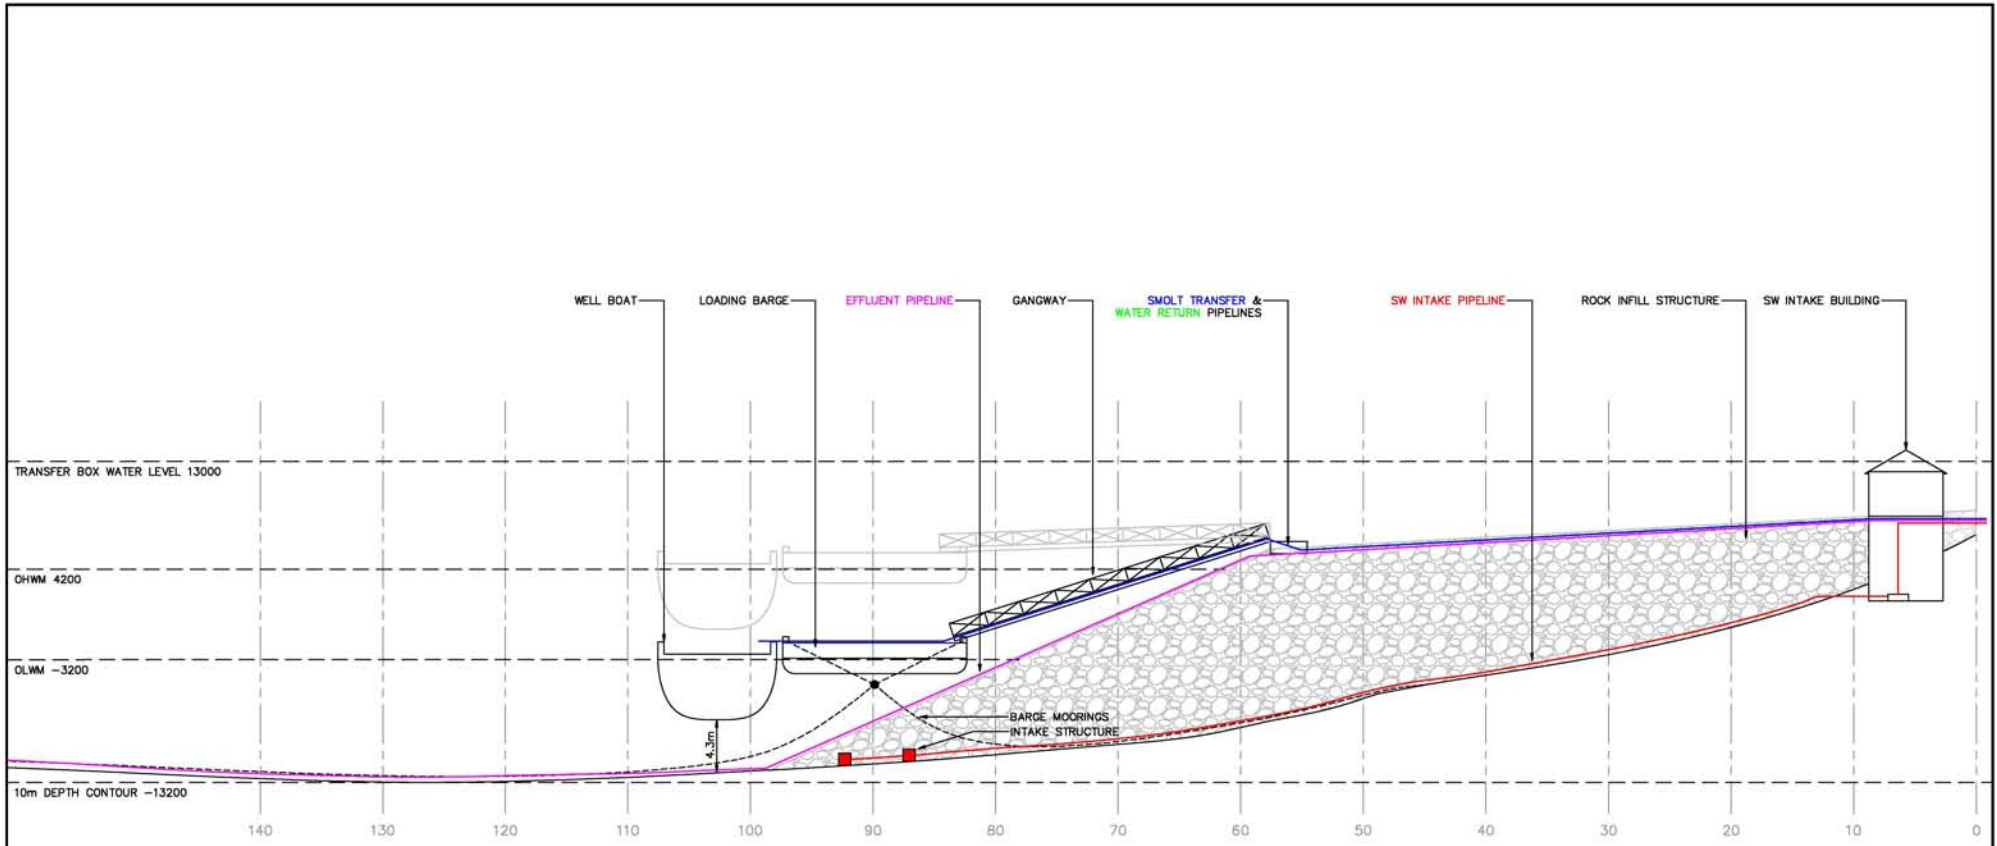 WELL BOAT
LOADING BARGE
EFFLUENT PIPELINE
GANGWAY
SMOLT TRANSFER &
WATER RETURN PIPELINES
SW INTAKE PIPELINE
ROCK INFILL STRUCTURE
SW INTAKE BUILDING
TRANSFER BOX WATER LEVEL 13000
OHWM 4200
OLWM -3200
BARGE MOORINGS
INTAKE STRUCTURE
4.3m
10m DEPTH CONTOUR -13200
140 130 120 110 100 90 80 70 60 50 40 30 20 10 0